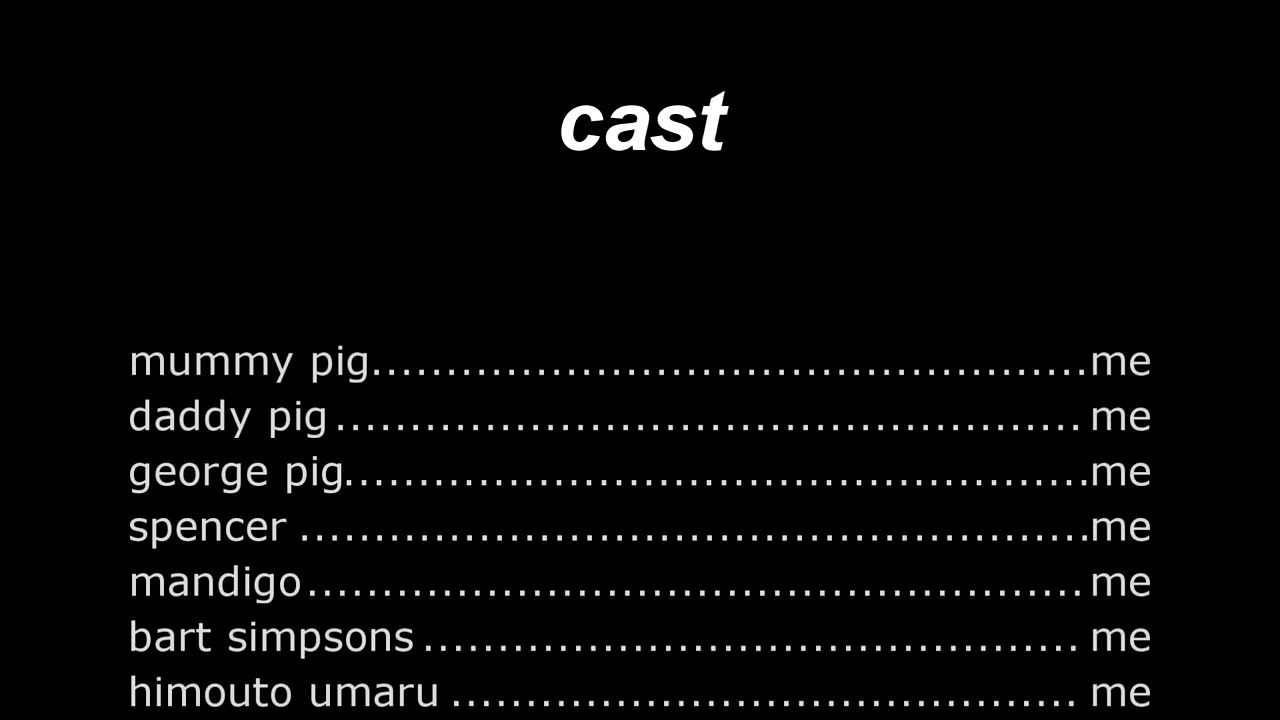 cast
mummy pig................................................me
daddy pig.................................................. me
george pig..................................................me
spencer .....................................................me
mandigo.................................................... me
bart simpsons ............................................ me
himouto umaru .......................................... me